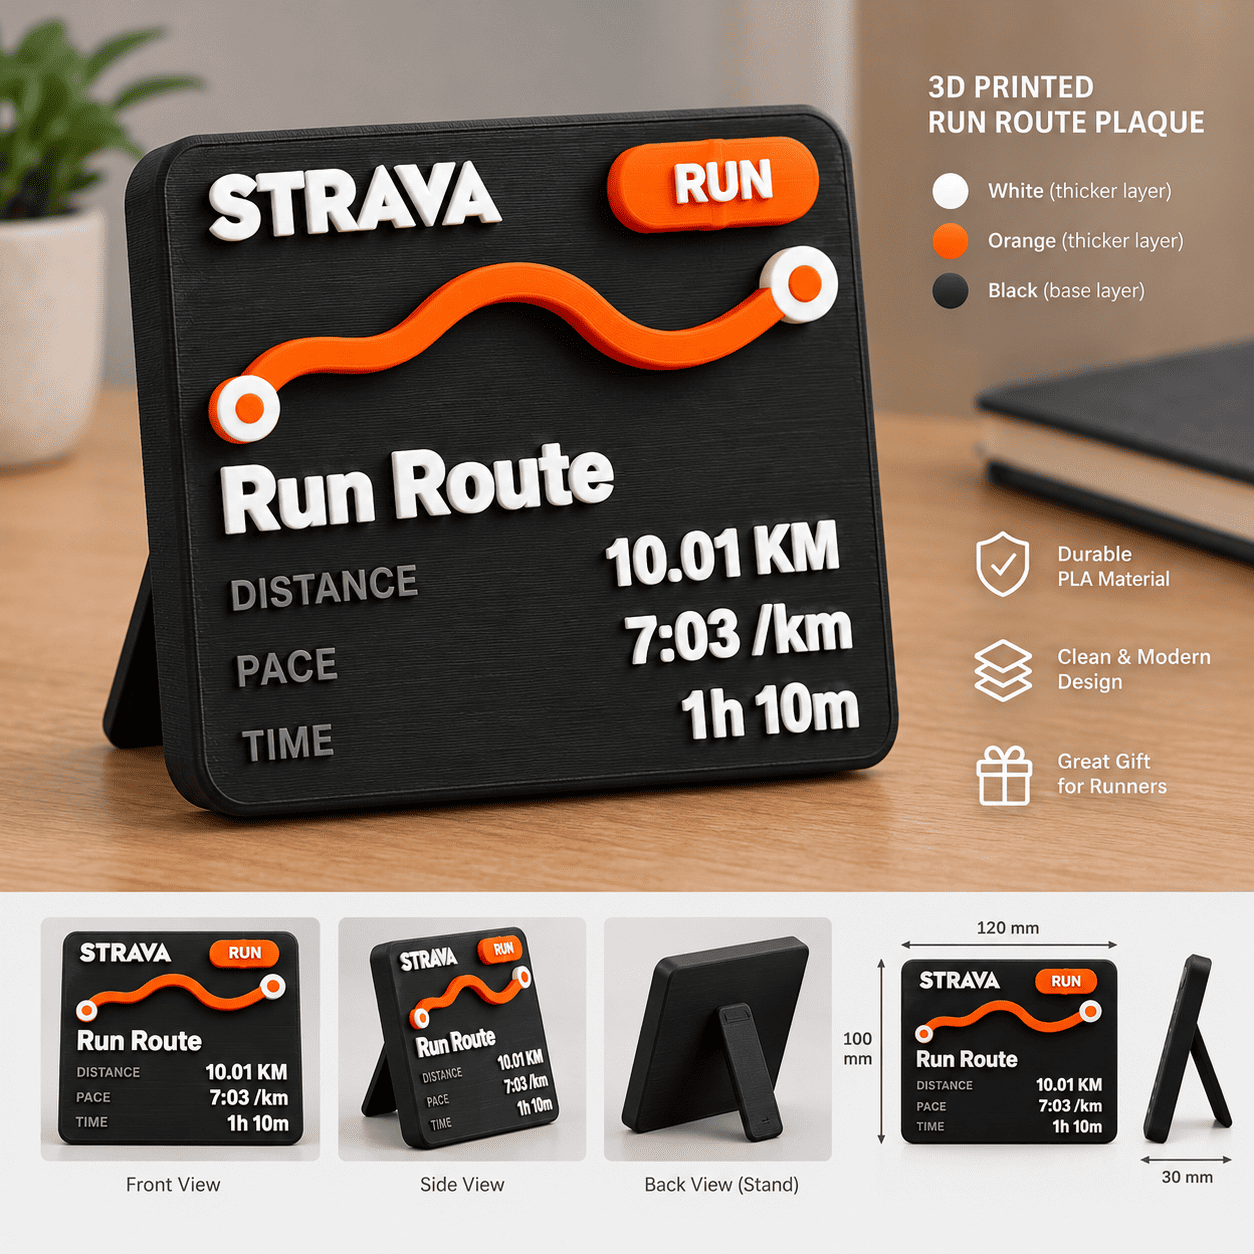 STRAVA
RUN
Run Route
DISTANCE
10.01 KM
PACE
7:03 /km
TIME
1h 10m
3D PRINTED
RUN ROUTE PLAQUE
White (thicker layer)
Orange (thicker layer)
Black (base layer)
Durable
PLA Material
Clean & Modern
Design
Great Gift
for Runners
STRAVA
RUN
Run Route
DISTANCE
10.01 KM
PACE
7:03 /km
TIME
1h 10m
Front View
STRAVA
RUN
Run Route
DISTANCE
10.01 KM
PACE
7:03 /km
TIME
1h 10m
Side View
Back View (Stand)
120 mm
100
mm
STRAVA
RUN
Run Route
DISTANCE
10.01 KM
PACE
7:03 /km
TIME
1h 10m
30 mm